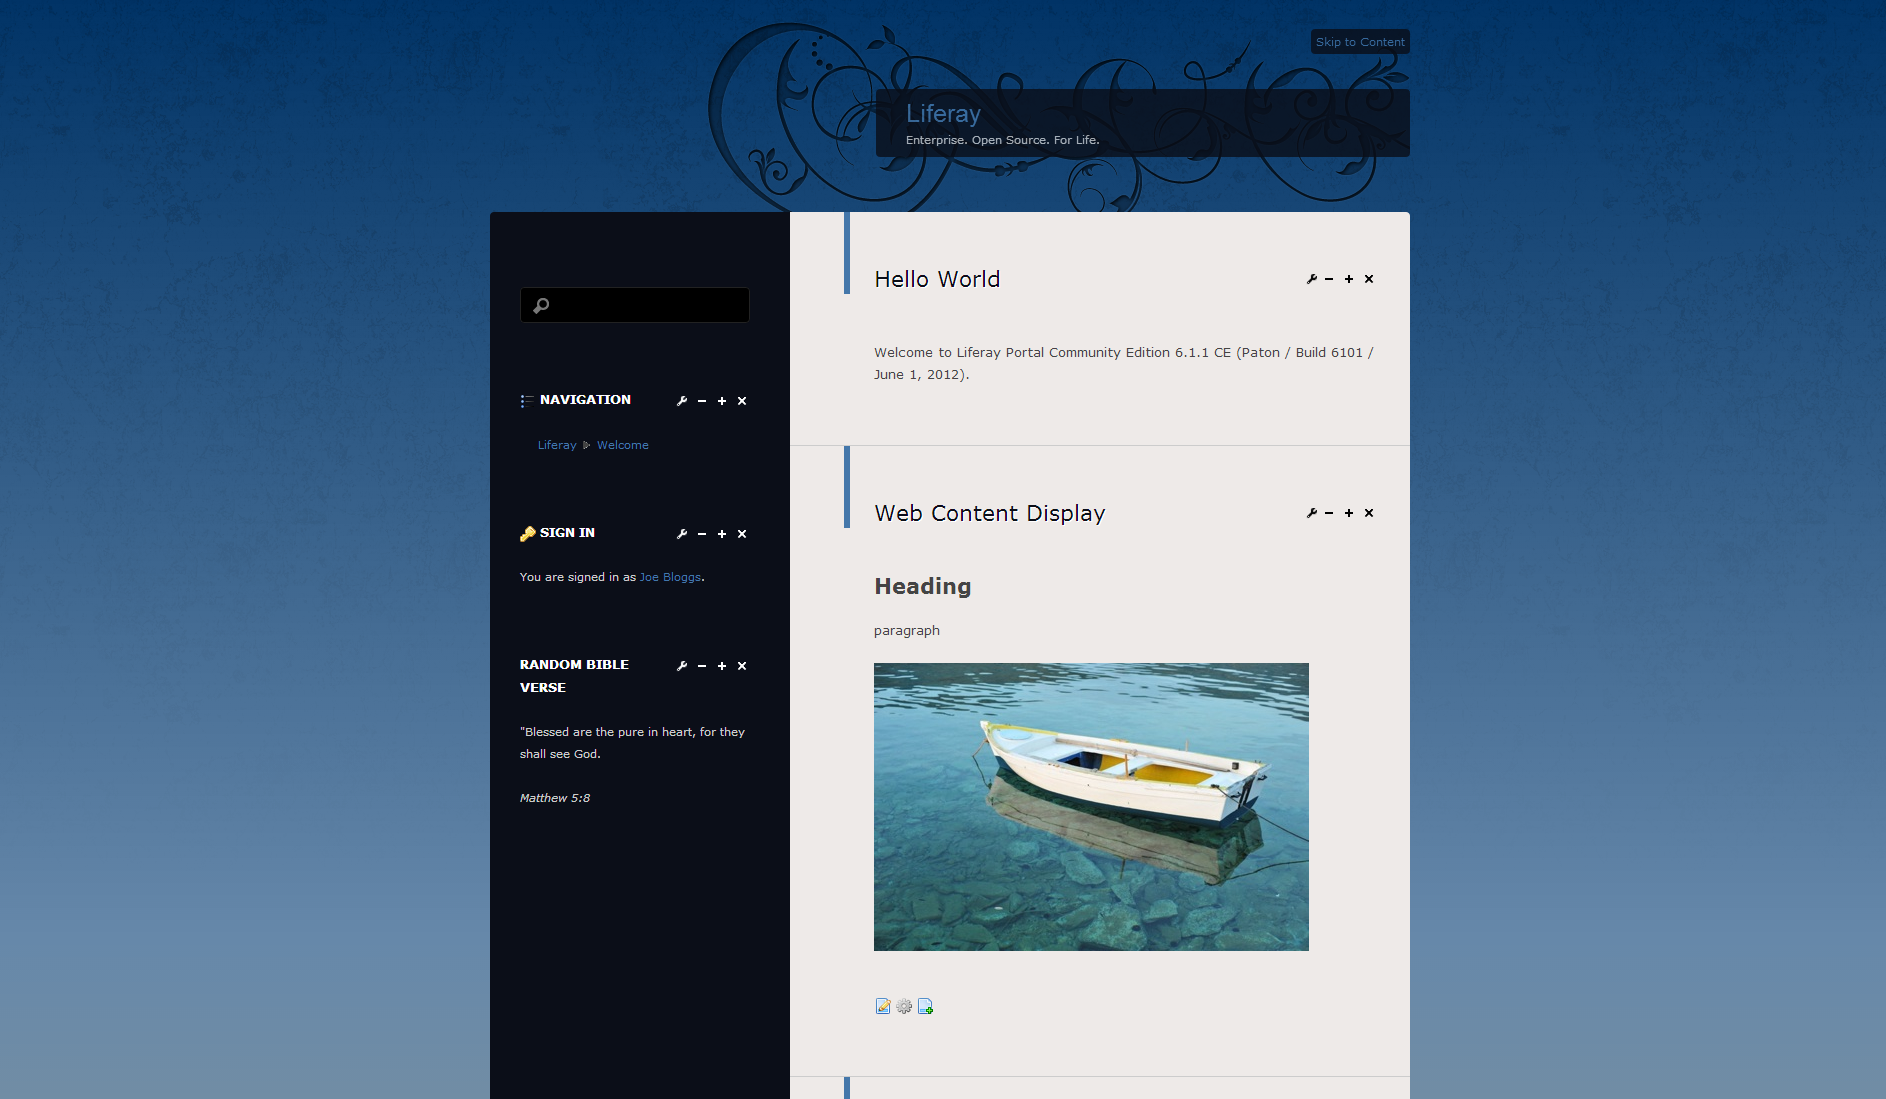 Skip to Content
Liferay
Enterprise. Open Source. For Life.
NAVIGATION
Liferay Welcome
SIGN IN
You are signed in as Joe Bloggs.
RANDOM BIBLE
VERSE
"Blessed are the pure in heart, for they
shall see God.
Matthew 5:8
Hello World
Welcome to Liferay Portal Community Edition 6.1.1 CE (Paton / Build 6101 /
June 1, 2012).
Web Content Display
Heading
paragraph